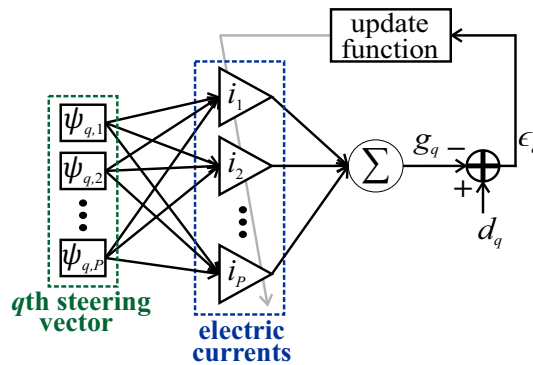 update
function
ψq,1
ψq,2
ψq,P
i1
i2
iP
Σ
gq
−
+
dq
qth steering
vector
electric
currents